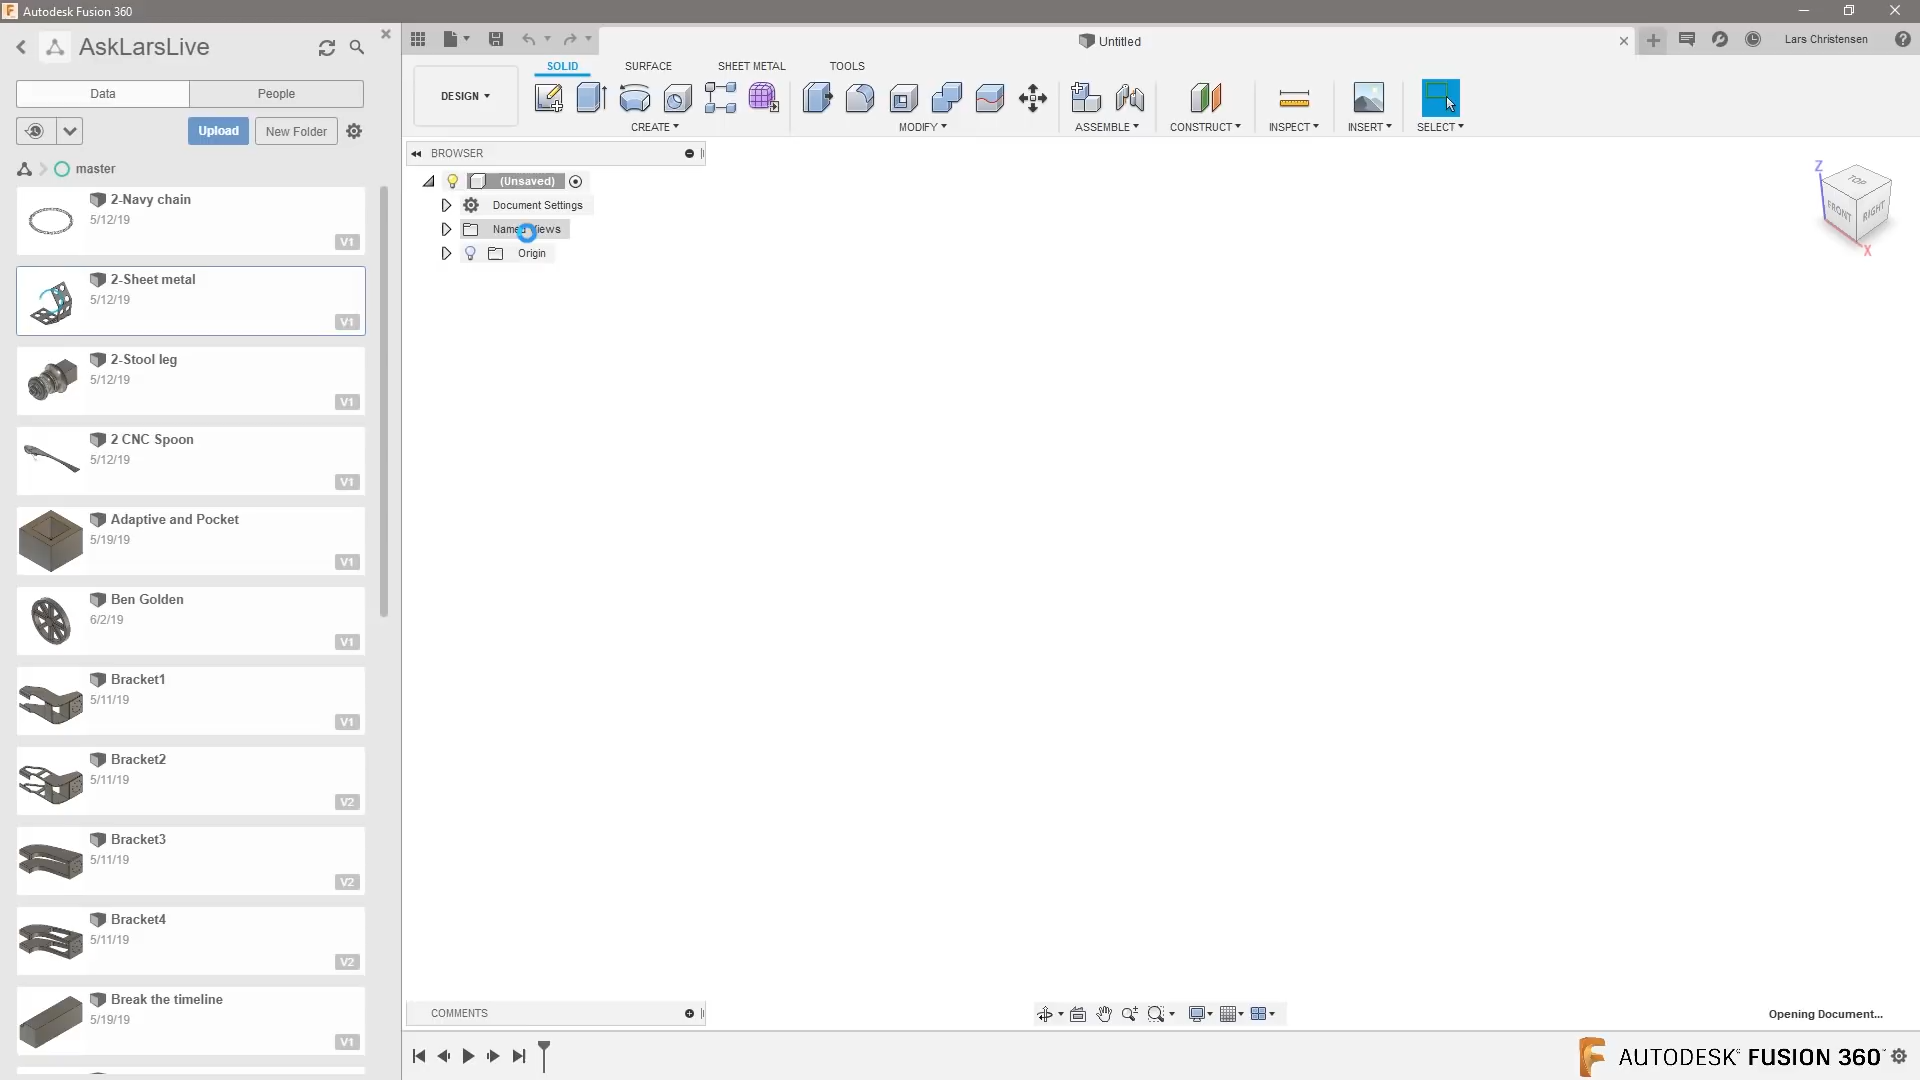 Autodesk Fusion 360
AskLarsLive
Data
People
Upload
New Folder
master
2-Navy chain
5/12/19
V1
2-Sheet metal
5/12/19
V1
2-Stool leg
5/12/19
V1
2 CNC Spoon
5/12/19
V1
Adaptive and Pocket
5/19/19
V1
Ben Golden
6/2/19
V1
Bracket1
5/11/19
V1
Bracket2
5/11/19
V2
Bracket3
5/11/19
V2
Bracket4
5/11/19
V2
Break the timeline
5/19/19
V1
Untitled
Lars Christensen
DESIGN
SOLID
SURFACE
SHEET METAL
TOOLS
CREATE
MODIFY
ASSEMBLE
CONSTRUCT
INSPECT
INSERT
SELECT
BROWSER
(Unsaved)
Document Settings
Named Views
Origin
Z
TOP
FRONT
RIGHT
X
COMMENTS
Opening Document...
AUTODESK FUSION 360